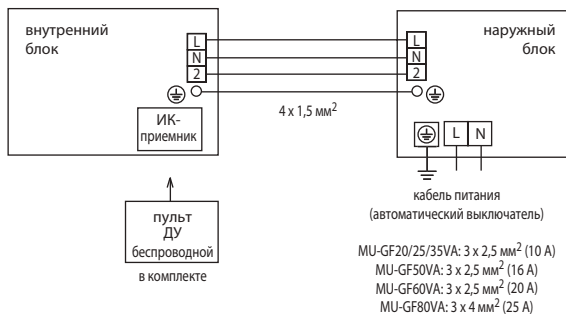 внутренний
блок
L
N
2
ИК-
приемник
пульт
ДУ
беспроводной
в комплекте
4 x 1,5 мм²
наружный
блок
L
N
2
L N
кабель питания
(автоматический выключатель)
MU-GF20/25/35VA: 3 x 2,5 мм² (10 А)
MU-GF50VA: 3 x 2,5 мм² (16 А)
MU-GF60VA: 3 x 2,5 мм² (20 А)
MU-GF80VA: 3 x 4 мм² (25 А)